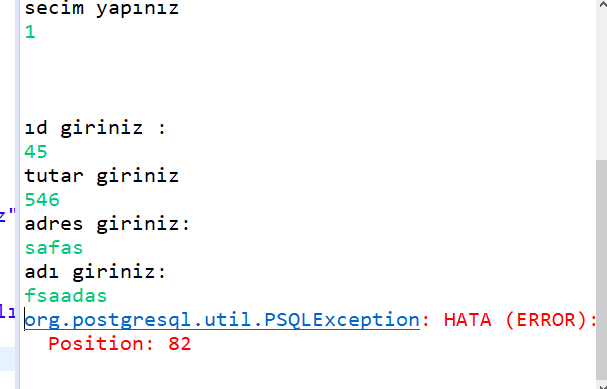 secim yapınız
1
ıd giriniz :
45
tutar giriniz
z" 546
adres giriniz:
safas
adı giriniz:
fsaadas
lı org.postgresql.util.PSQLException: HATA (ERROR):
Position: 82